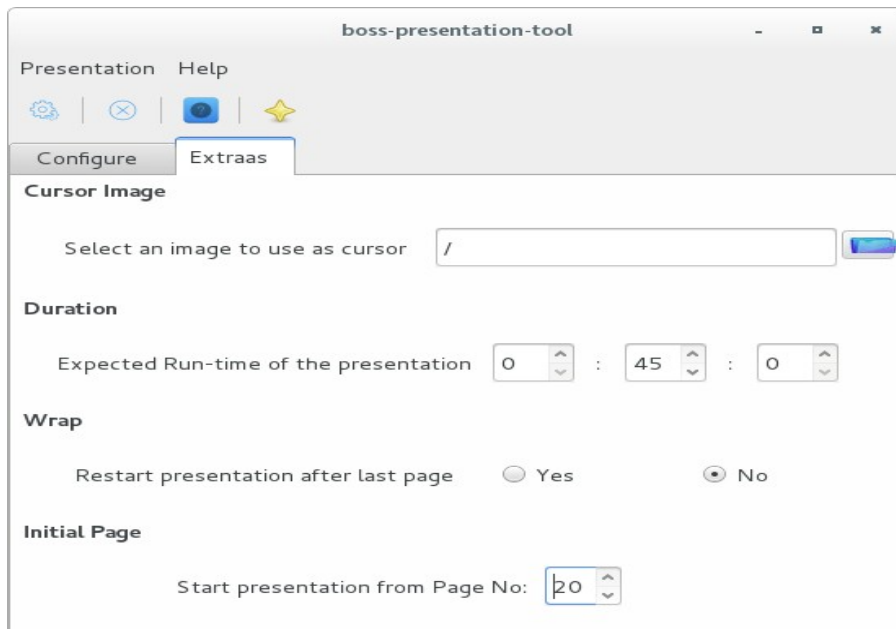 boss-presentation-tool
Presentation Help
?
Configure Extraas
Cursor Image
Select an image to use as cursor /
Duration
Expected Run-time of the presentation 0 : 45 : 0
Wrap
Restart presentation after last page Yes No
Initial Page
Start presentation from Page No: 20